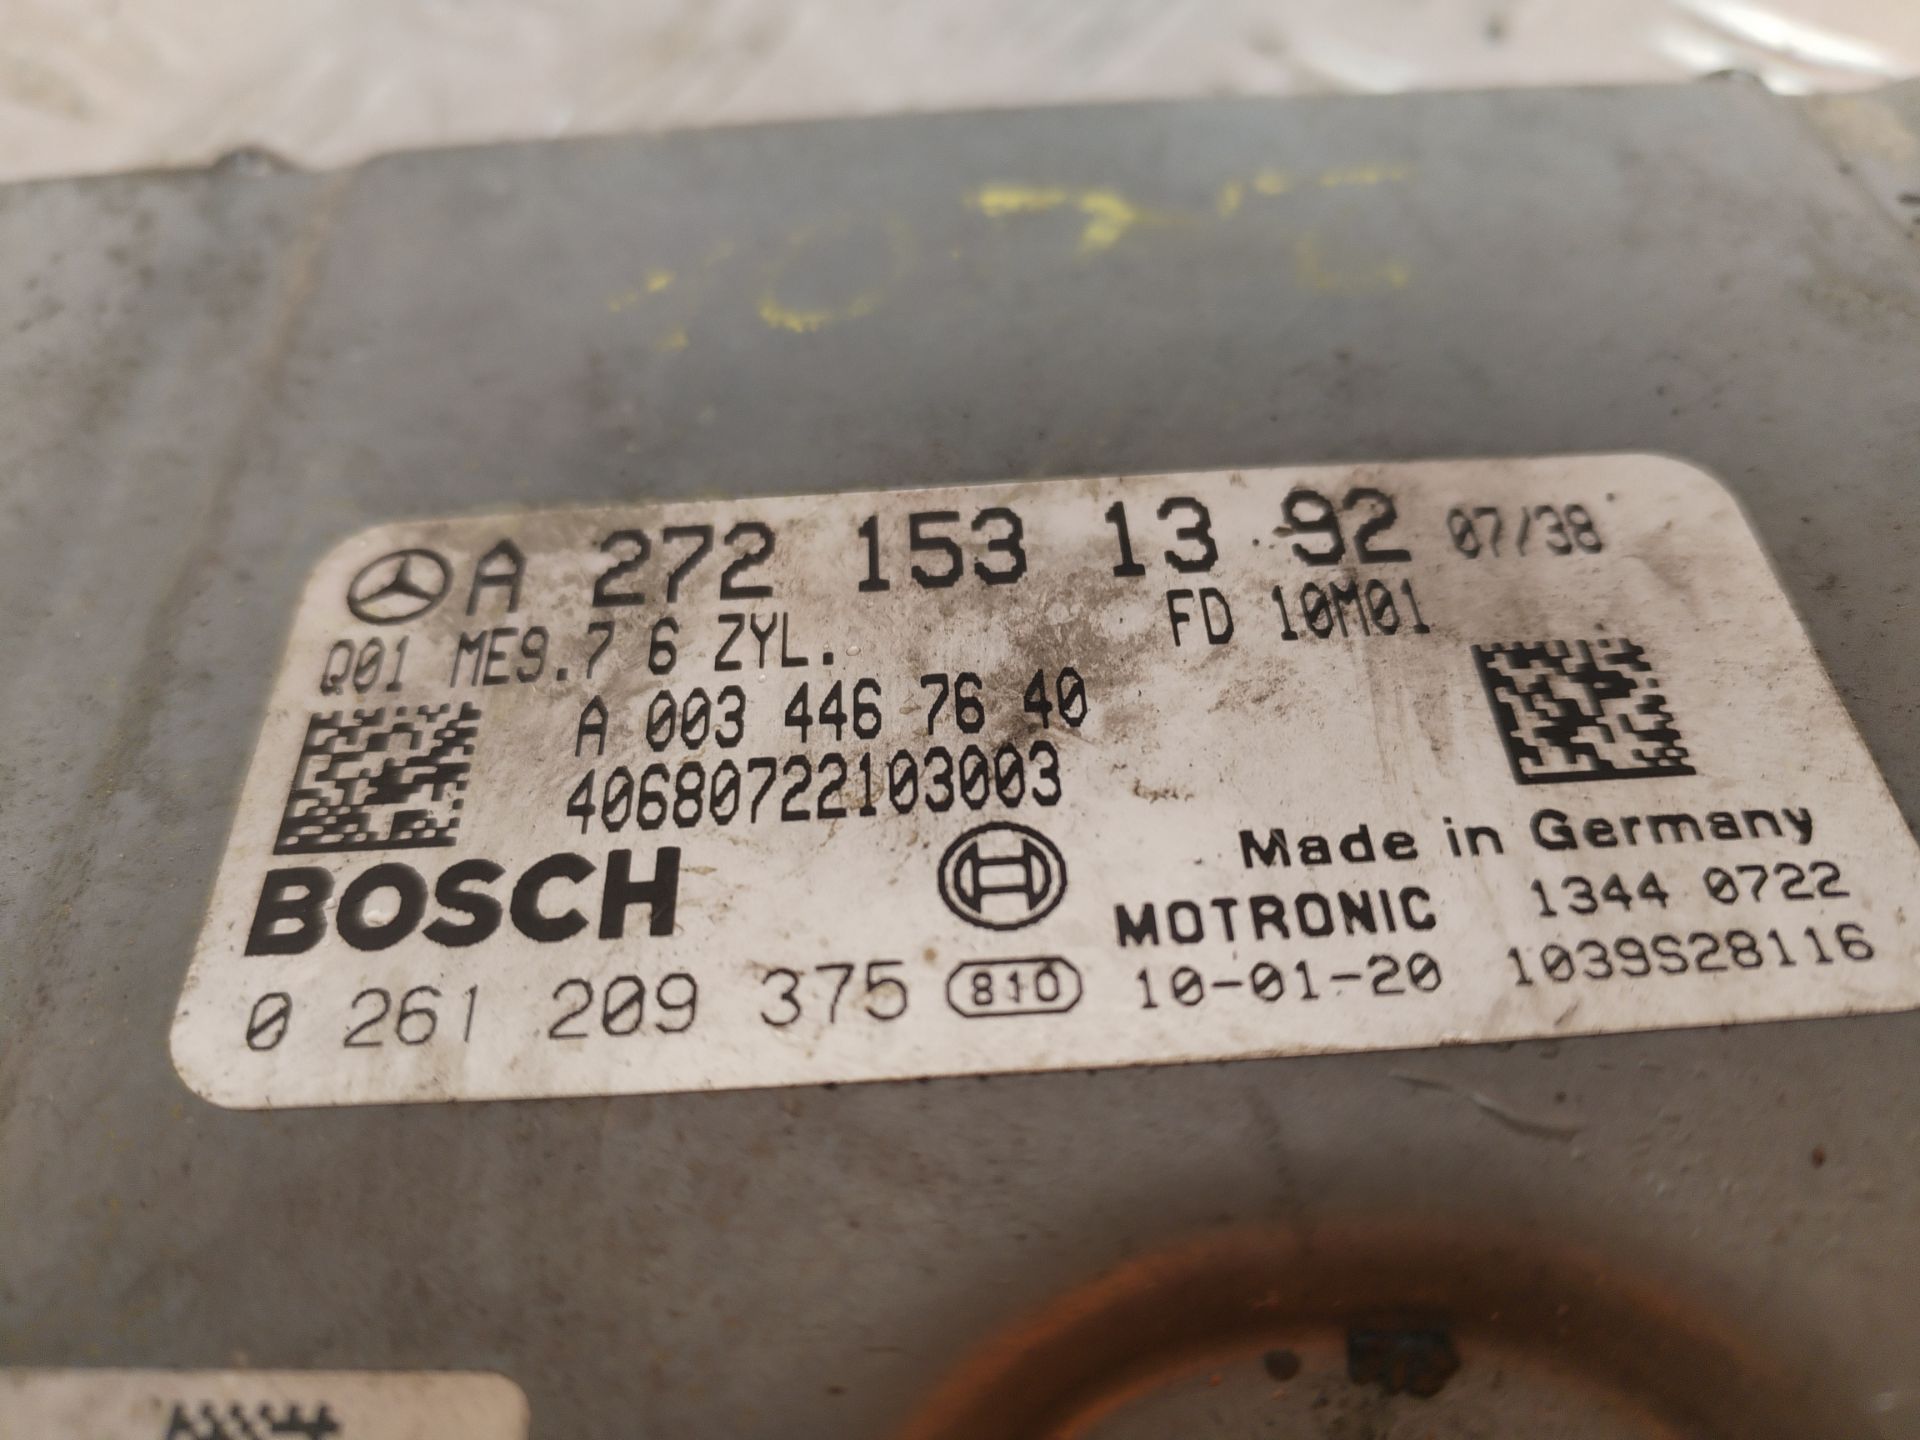 A 272 153 13 92 07/38
Q01 ME9.7 6 ZYL. FD 10M01
A 003 446 76 40
40680722103003
BOSCH
Made in Germany
MOTRONIC 1344 0722
0 261 209 375 810 10-01-20 1039S28116